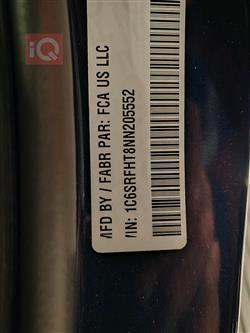 iQ
MFD BY / FABR PAR: FCA US LLC
VIN: 1C6SRFHT8NN205552